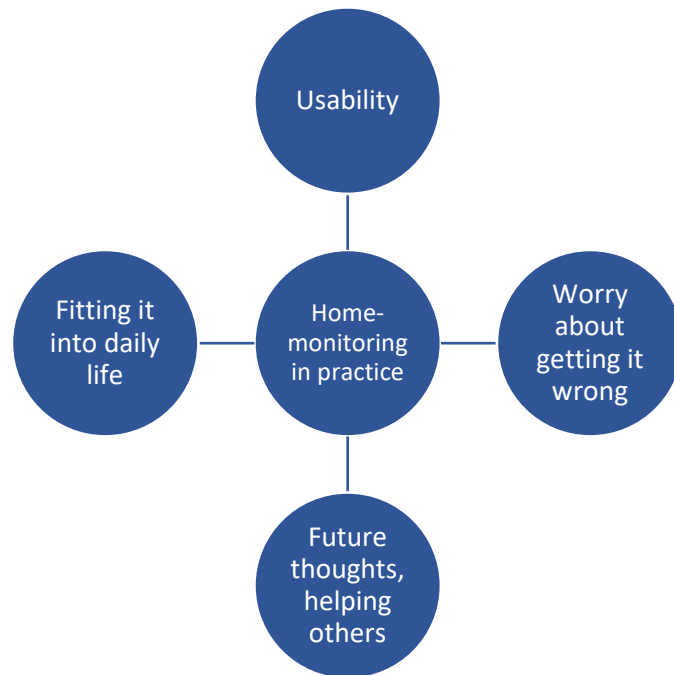 Usability
Fitting it
into daily
life
Home-
monitoring
in practice
Worry
about
getting it
wrong
Future
thoughts,
helping
others